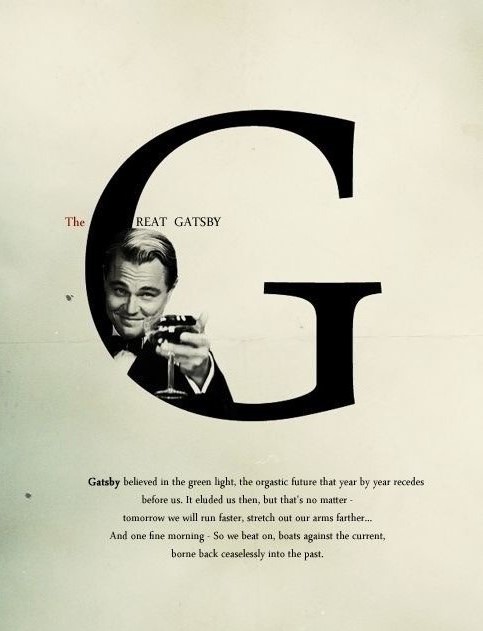 The GREAT GATSBY
Gatsby believed in the green light, the orgastic future that year by year recedes
before us. It eluded us then, but that's no matter -
tomorrow we will run faster, stretch out our arms farther...
And one fine morning - So we beat on, boats against the current,
borne back ceaselessly into the past.